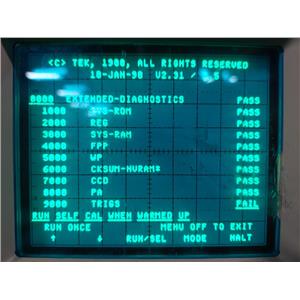 <C> TEK, 1900, ALL RIGHTS RESERVED
10-JAN-90 V2.31 / .5
0000 EXTENDED-DIAGNOSTICS PASS
1000 SYS-ROM PASS
2000 REG PASS
3000 SYS-RAM PASS
4000 FPP PASS
5000 WP PASS
6000 CKSUM-NVRAM* PASS
7000 CCD PASS
8000 PA PASS
9000 TRIGS FAIL
RUN SELF CAL WHEN WARMED UP
RUN ONCE MENU OFF TO EXIT
↑ ↓ RUN/SEL MODE HALT